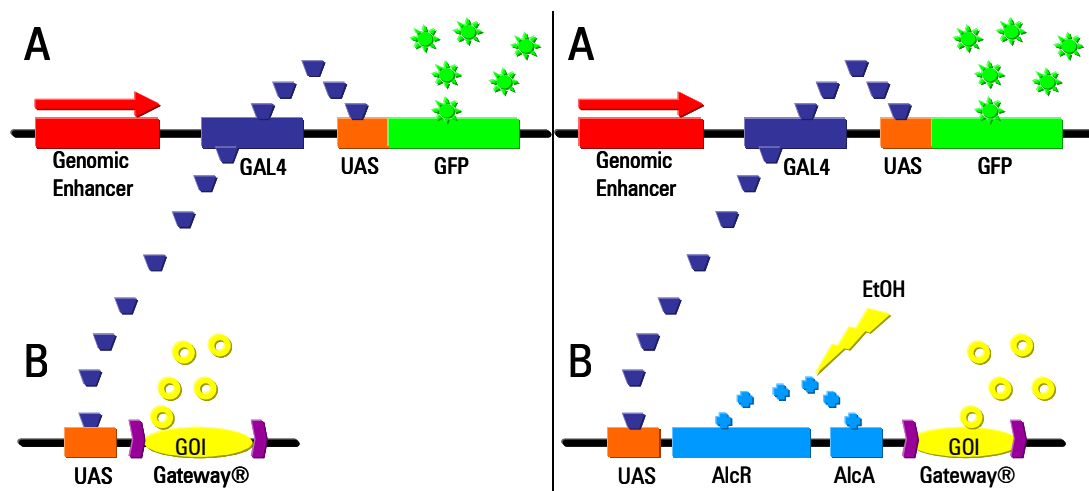 A
Genomic
Enhancer
GAL4
UAS
GFP
B
UAS
GOI
Gateway®
A
Genomic
Enhancer
GAL4
UAS
GFP
EtOH
B
UAS
AlcR
AlcA
GOI
Gateway®